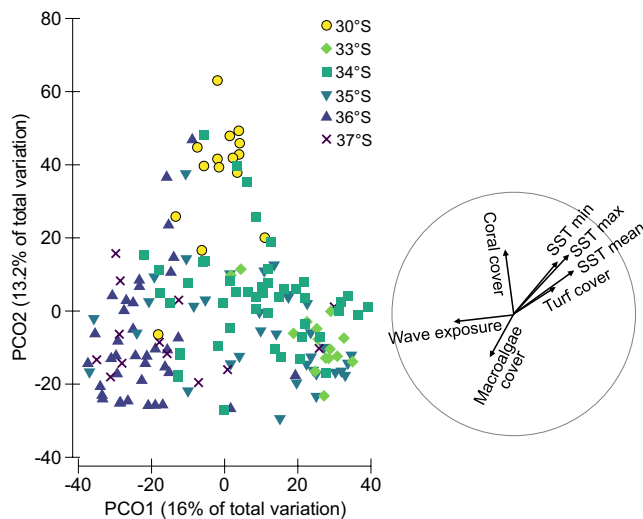 80
60
40
20
0
-20
-40
PCO2 (13.2% of total variation)
-40
-20
0
20
40
PCO1 (16% of total variation)
30°S
33°S
34°S
35°S
36°S
37°S
Coral cover
SST min
SST max
SST mean
Turf cover
Wave exposure
Macroalgae
cover